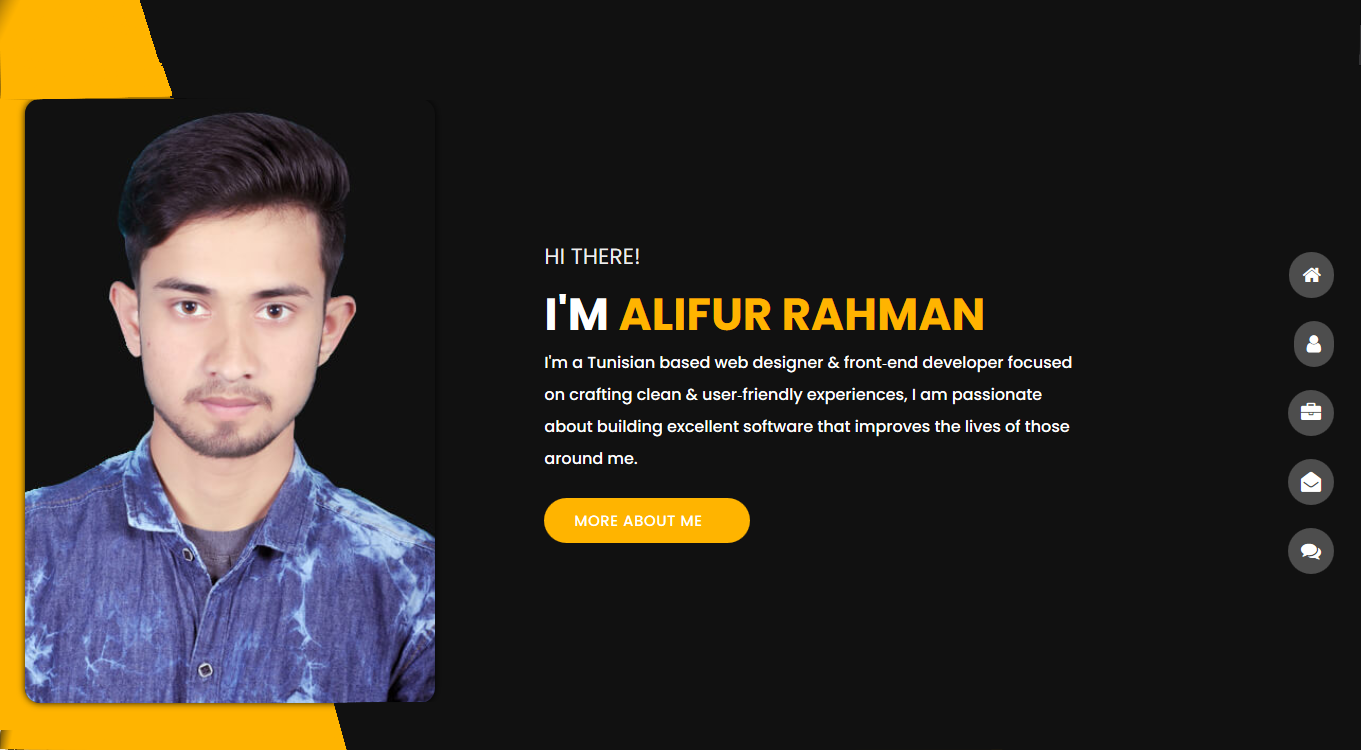 HI THERE!
I'M ALIFUR RAHMAN
I'm a Tunisian based web designer & front-end developer focused
on crafting clean & user-friendly experiences, I am passionate
about building excellent software that improves the lives of those
around me.
MORE ABOUT ME